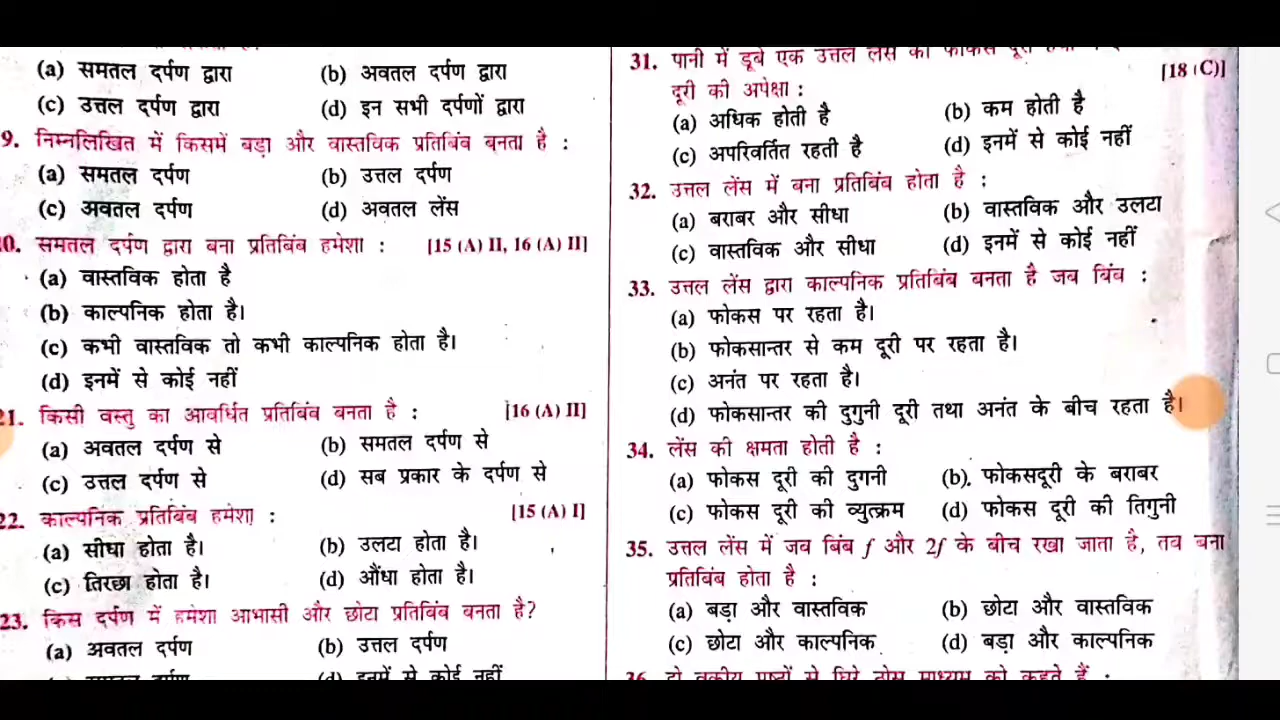 (a) समतल दर्पण द्वारा (b) अवतल दर्पण द्वारा
(c) उत्तल दर्पण द्वारा (d) इन सभी दर्पणों द्वारा
9. निम्नलिखित में किसमें बड़ा और वास्तविक प्रतिबिंब बनता है :
(a) समतल दर्पण (b) उत्तल दर्पण
(c) अवतल दर्पण (d) अवतल लेंस
0. समतल दर्पण द्वारा बना प्रतिबिंब हमेशा : [15 (A) II, 16 (A) II]
(a) वास्तविक होता है
(b) काल्पनिक होता है।
(c) कभी वास्तविक तो कभी काल्पनिक होता है।
(d) इनमें से कोई नहीं
21. किसी वस्तु का आवर्धित प्रतिबिंब बनता है : [16 (A) II]
(a) अवतल दर्पण से (b) समतल दर्पण से
(c) उत्तल दर्पण से (d) सब प्रकार के दर्पण से
22. काल्पनिक प्रतिबिंब हमेशा : [15 (A) I]
(a) सीधा होता है। (b) उलटा होता है।
(c) तिरछा होता है। (d) औंधा होता है।
23. किस दर्पण में हमेशा आभासी और छोटा प्रतिबिंब बनता है?
(a) अवतल दर्पण (b) उत्तल दर्पण
(d) इनमें से कोई नहीं
31. पानी में डूबे एक उत्तल लेंस की फोकस दूरी
दूरी की अपेक्षा : [18 (C)]
(a) अधिक होती है (b) कम होती है
(c) अपरिवर्तित रहती है (d) इनमें से कोई नहीं
32. उत्तल लेंस में बना प्रतिबिंब होता है :
(a) बराबर और सीधा (b) वास्तविक और उलटा
(c) वास्तविक और सीधा (d) इनमें से कोई नहीं
33. उत्तल लेंस द्वारा काल्पनिक प्रतिबिंब बनता है जब बिंब :
(a) फोकस पर रहता है।
(b) फोकसान्तर से कम दूरी पर रहता है।
(c) अनंत पर रहता है।
(d) फोकसान्तर की दुगुनी दूरी तथा अनंत के बीच रहता है।
34. लेंस की क्षमता होती है :
(a) फोकस दूरी की दुगनी (b). फोकसदूरी के बराबर
(c) फोकस दूरी की व्युत्क्रम (d) फोकस दूरी की तिगुनी
35. उत्तल लेंस में जब बिंब f और 2f के बीच रखा जाता है, तब बना
प्रतिबिंब होता है :
(a) बड़ा और वास्तविक (b) छोटा और वास्तविक
(c) छोटा और काल्पनिक (d) बड़ा और काल्पनिक
36. दो वक्रीय पृष्ठों से घिरे ठोस माध्यम को कहते हैं :